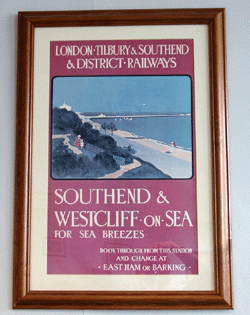 LONDON·TILBURY & SOUTHEND
& DISTRICT·RAILWAYS
SOUTHEND &
WESTCLIFF·ON·SEA
FOR SEA BREEZES
BOOK THROUGH FROM THIS STATION
AND CHANGE AT
·EAST HAM OR BARKING·